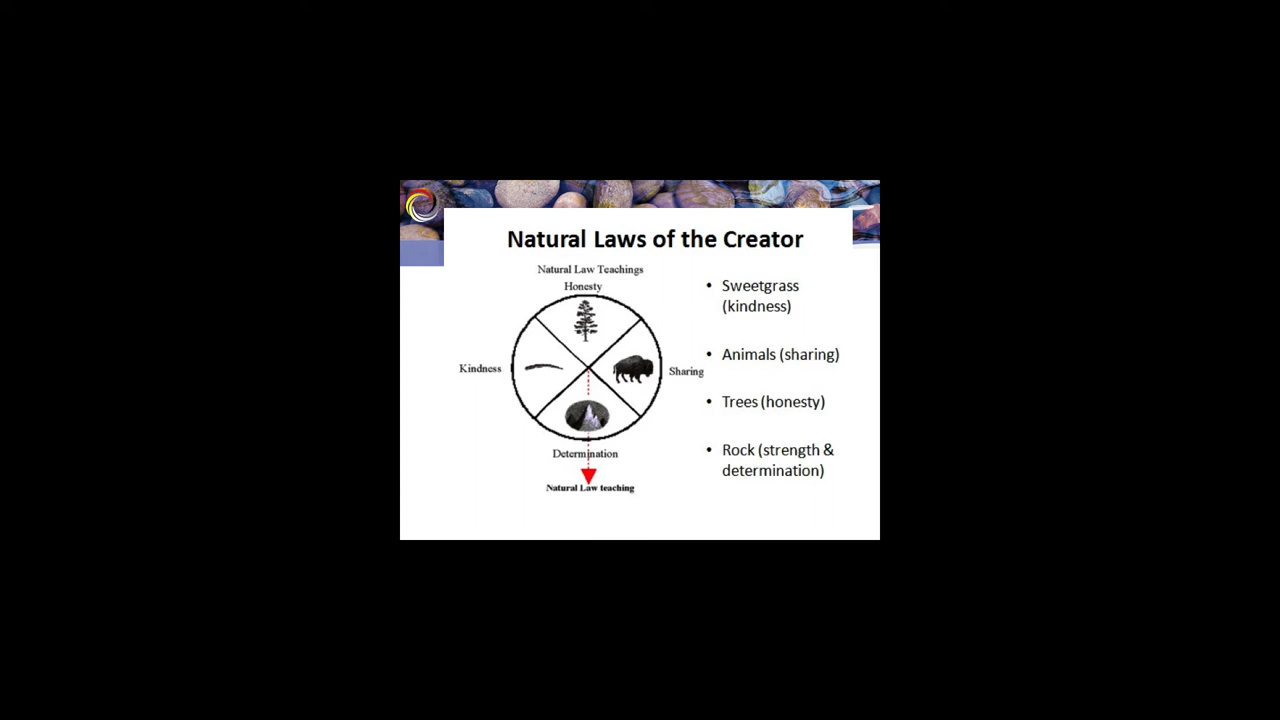 Natural Laws of the Creator
Natural Law Teachings
Honesty
Kindness
Sharing
Determination
Natural Law teaching
• Sweetgrass
(kindness)
• Animals (sharing)
• Trees (honesty)
• Rock (strength &
determination)